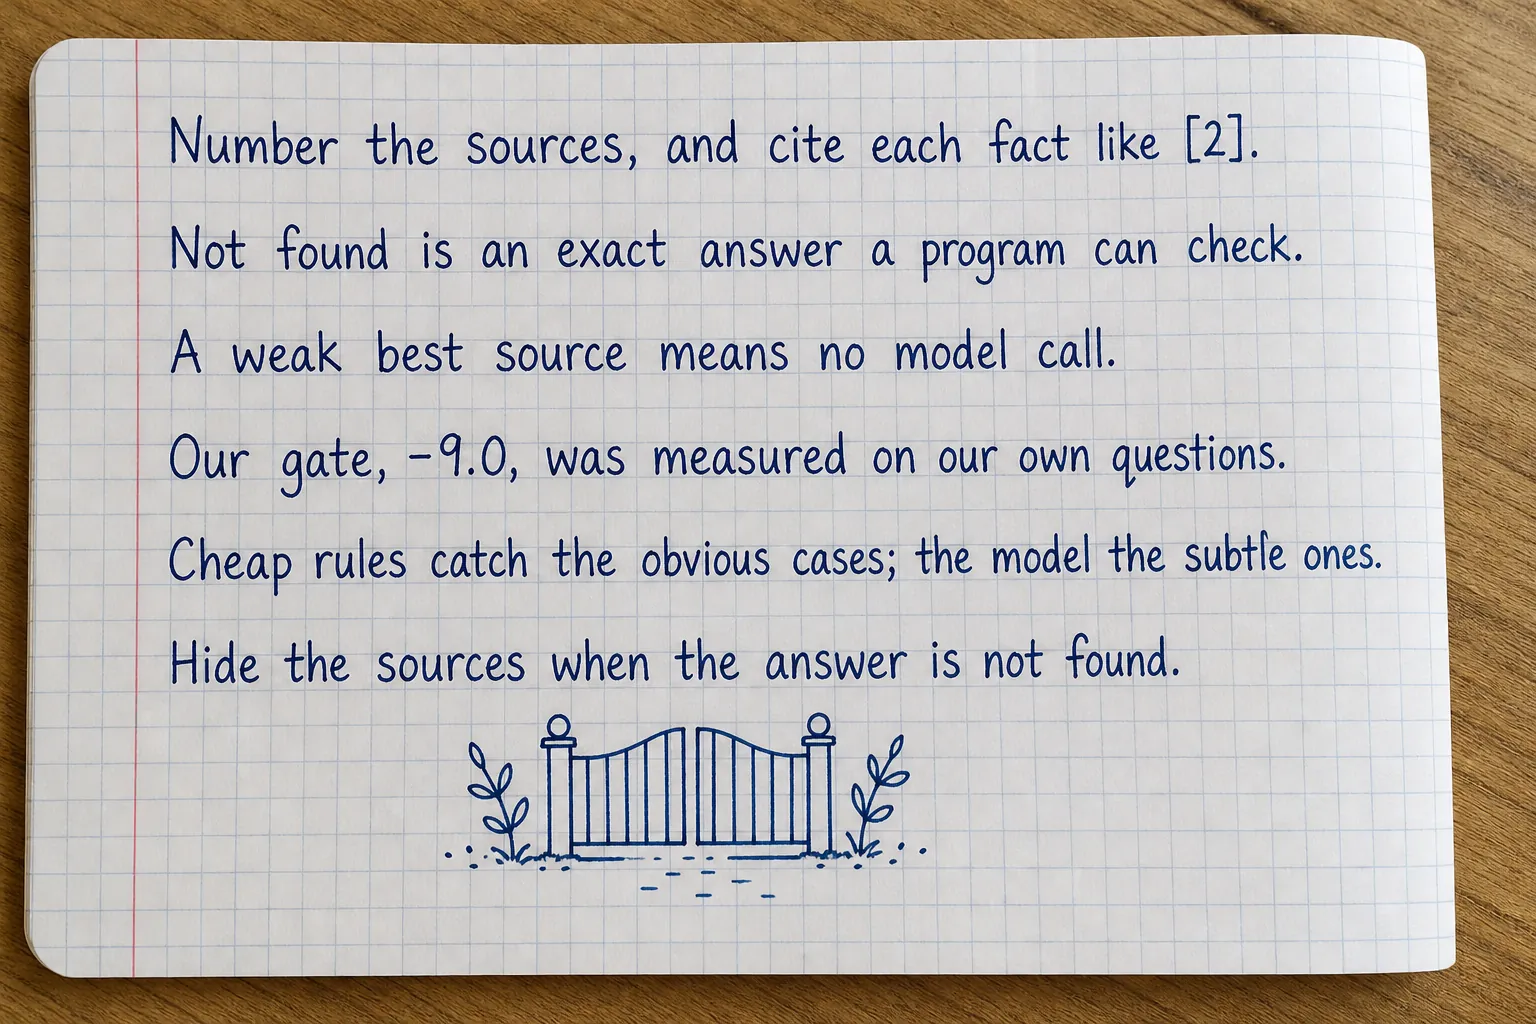 Number the sources, and cite each fact like [2].
Not found is an exact answer a program can check.
A weak best source means no model call.
Our gate, −9.0, was measured on our own questions.
Cheap rules catch the obvious cases; the model the subtle ones.
Hide the sources when the answer is not found.